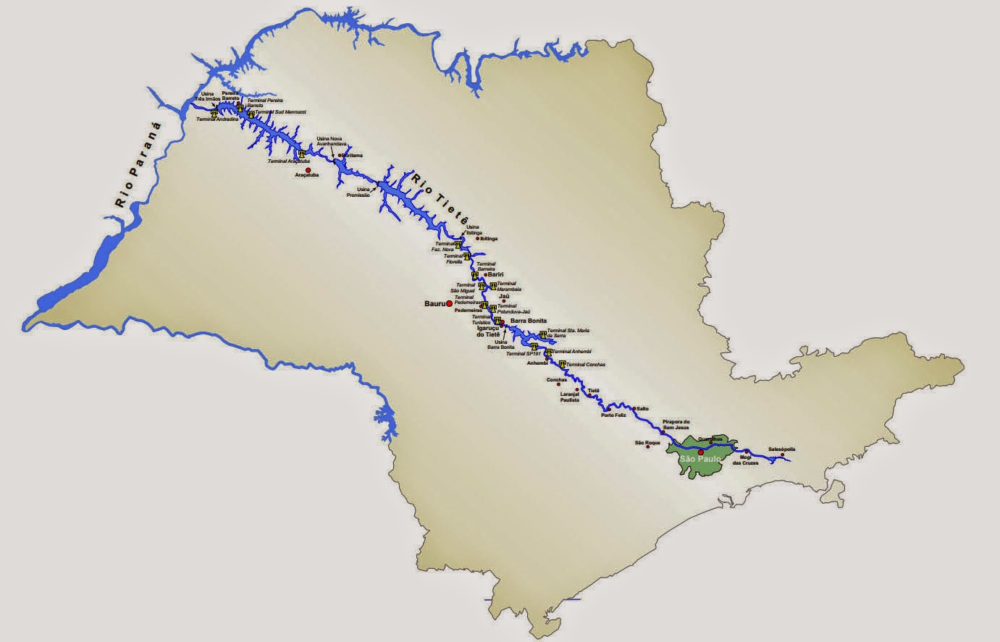 Usina
Três Irmãos
Pereira
Barreto
Terminal Pereira
Barreto
Terminal Sud Mennucci
Terminal Andradina
Rio Paraná
Usina Nova
Avanhandava
Buritama
Terminal Araçatuba
Araçatuba
Rio Tietê
Usina
Promissão
Usina
Ibitinga
Ibitinga
Terminal
Faz. Nova
Terminal
Fiorella
Terminal
Barreira
Bariri
Terminal
São Miguel
Terminal
Marambaia
Jaú
Bauru
Terminal
Pederneiras
Pederneiras
Terminal
Potunduva-Jaú
Terminal
Turístico
Barra Bonita
Igaruçu
do Tietê
Usina
Barra Bonita
Terminal Sta. Maria
da Serra
Terminal SP191
Terminal Anhembi
Anhembi
Terminal Conchas
Conchas
Laranjal
Paulista
Tietê
Porto Feliz
Salto
Pirapora do
Bom Jesus
São Roque
Guarulhos
São Paulo
Mogi
das Cruzes
Salesópolis